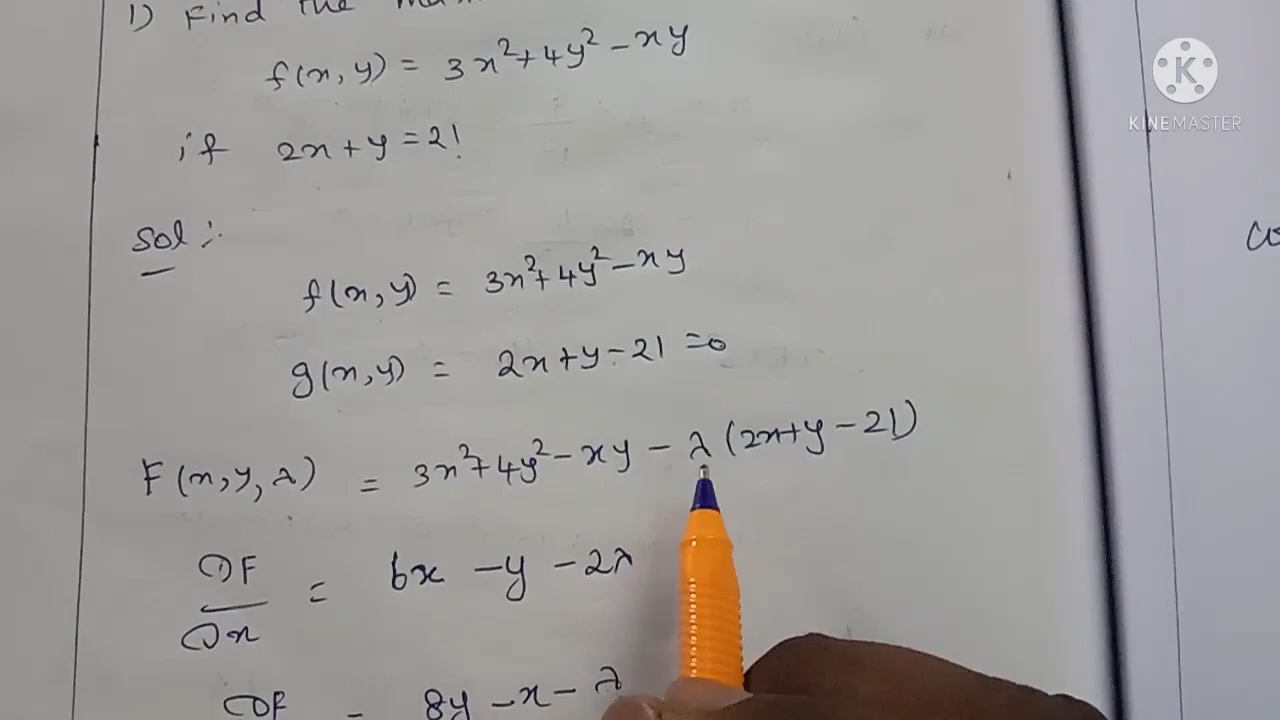 1) Find the
f(x, y) = 3x²+4y²-xy
if 2x+y=21
KINEMASTER
Sol :-
f(x, y) = 3x²+4y²-xy
g(x, y) = 2x+y-21 =0
F(x, y, λ) = 3x²+4y²-xy-λ(2x+y-21)
∂F/∂x = 6x -y -2λ
∂F = 8y -x -λ